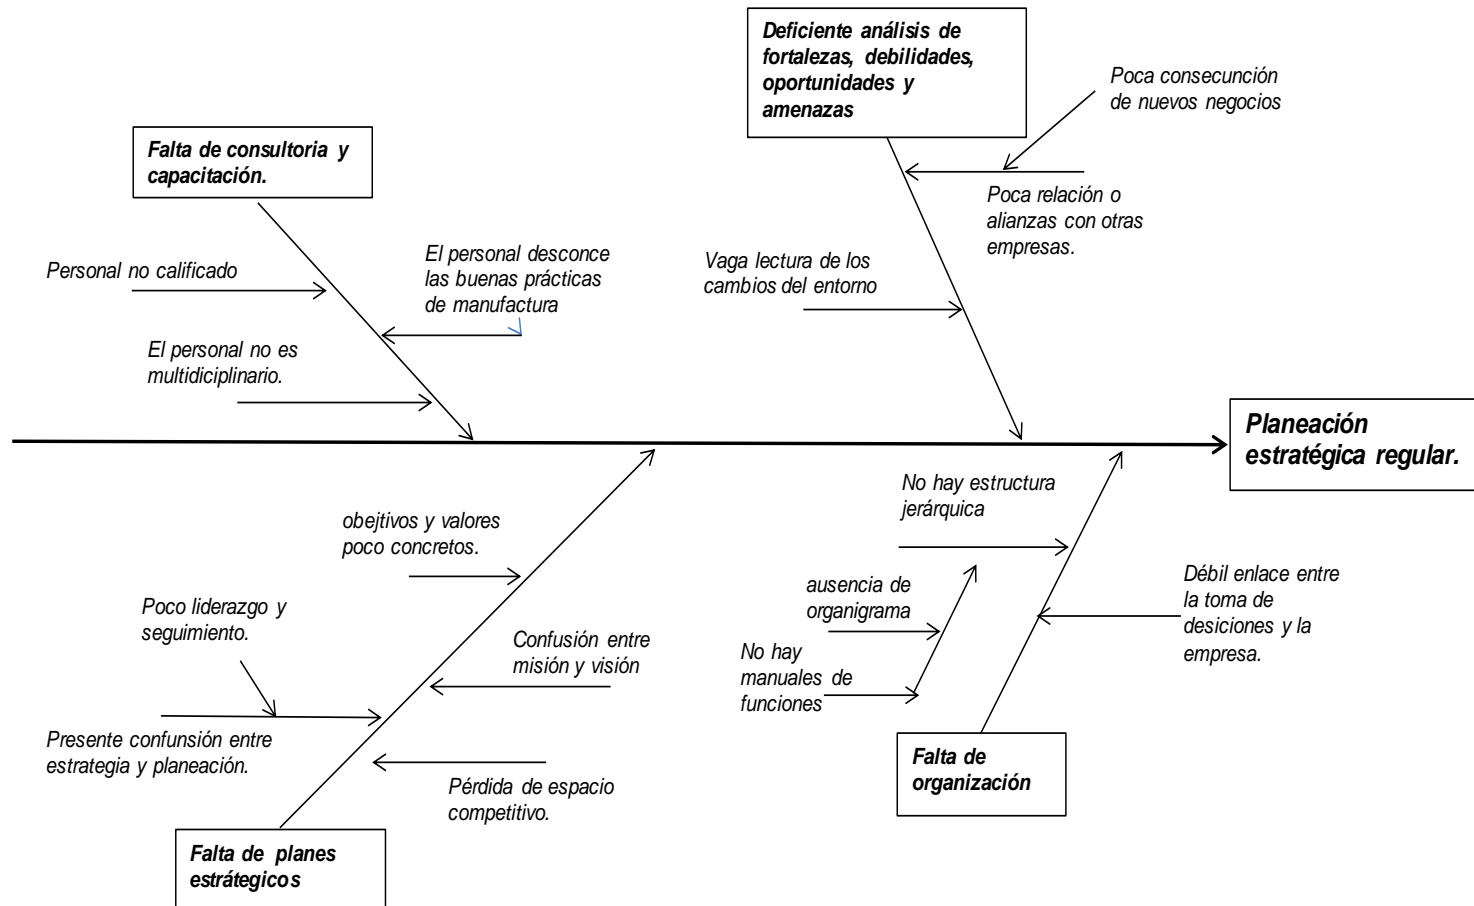 Deficiente análisis de
fortalezas, debilidades,
oportunidades y
amenazas
Poca consecunción
de nuevos negocios
Falta de consultoria y
capacitación.
Poca relación o
alianzas con otras
empresas.
Personal no calificado
El personal desconce
las buenas prácticas
de manufactura
Vaga lectura de los
cambios del entorno
El personal no es
multidiciplinario.
Planeación
estratégica regular.
No hay estructura
jerárquica
obejtivos y valores
poco concretos.
Poco liderazgo y
seguimiento.
Confusión entre
misión y visión
ausencia de
organigrama
No hay
manuales de
funciones
Débil enlace entre
la toma de
desiciones y la
empresa.
Presente confunsión entre
estrategia y planeación.
Pérdida de espacio
competitivo.
Falta de
organización
Falta de planes
estrátegicos